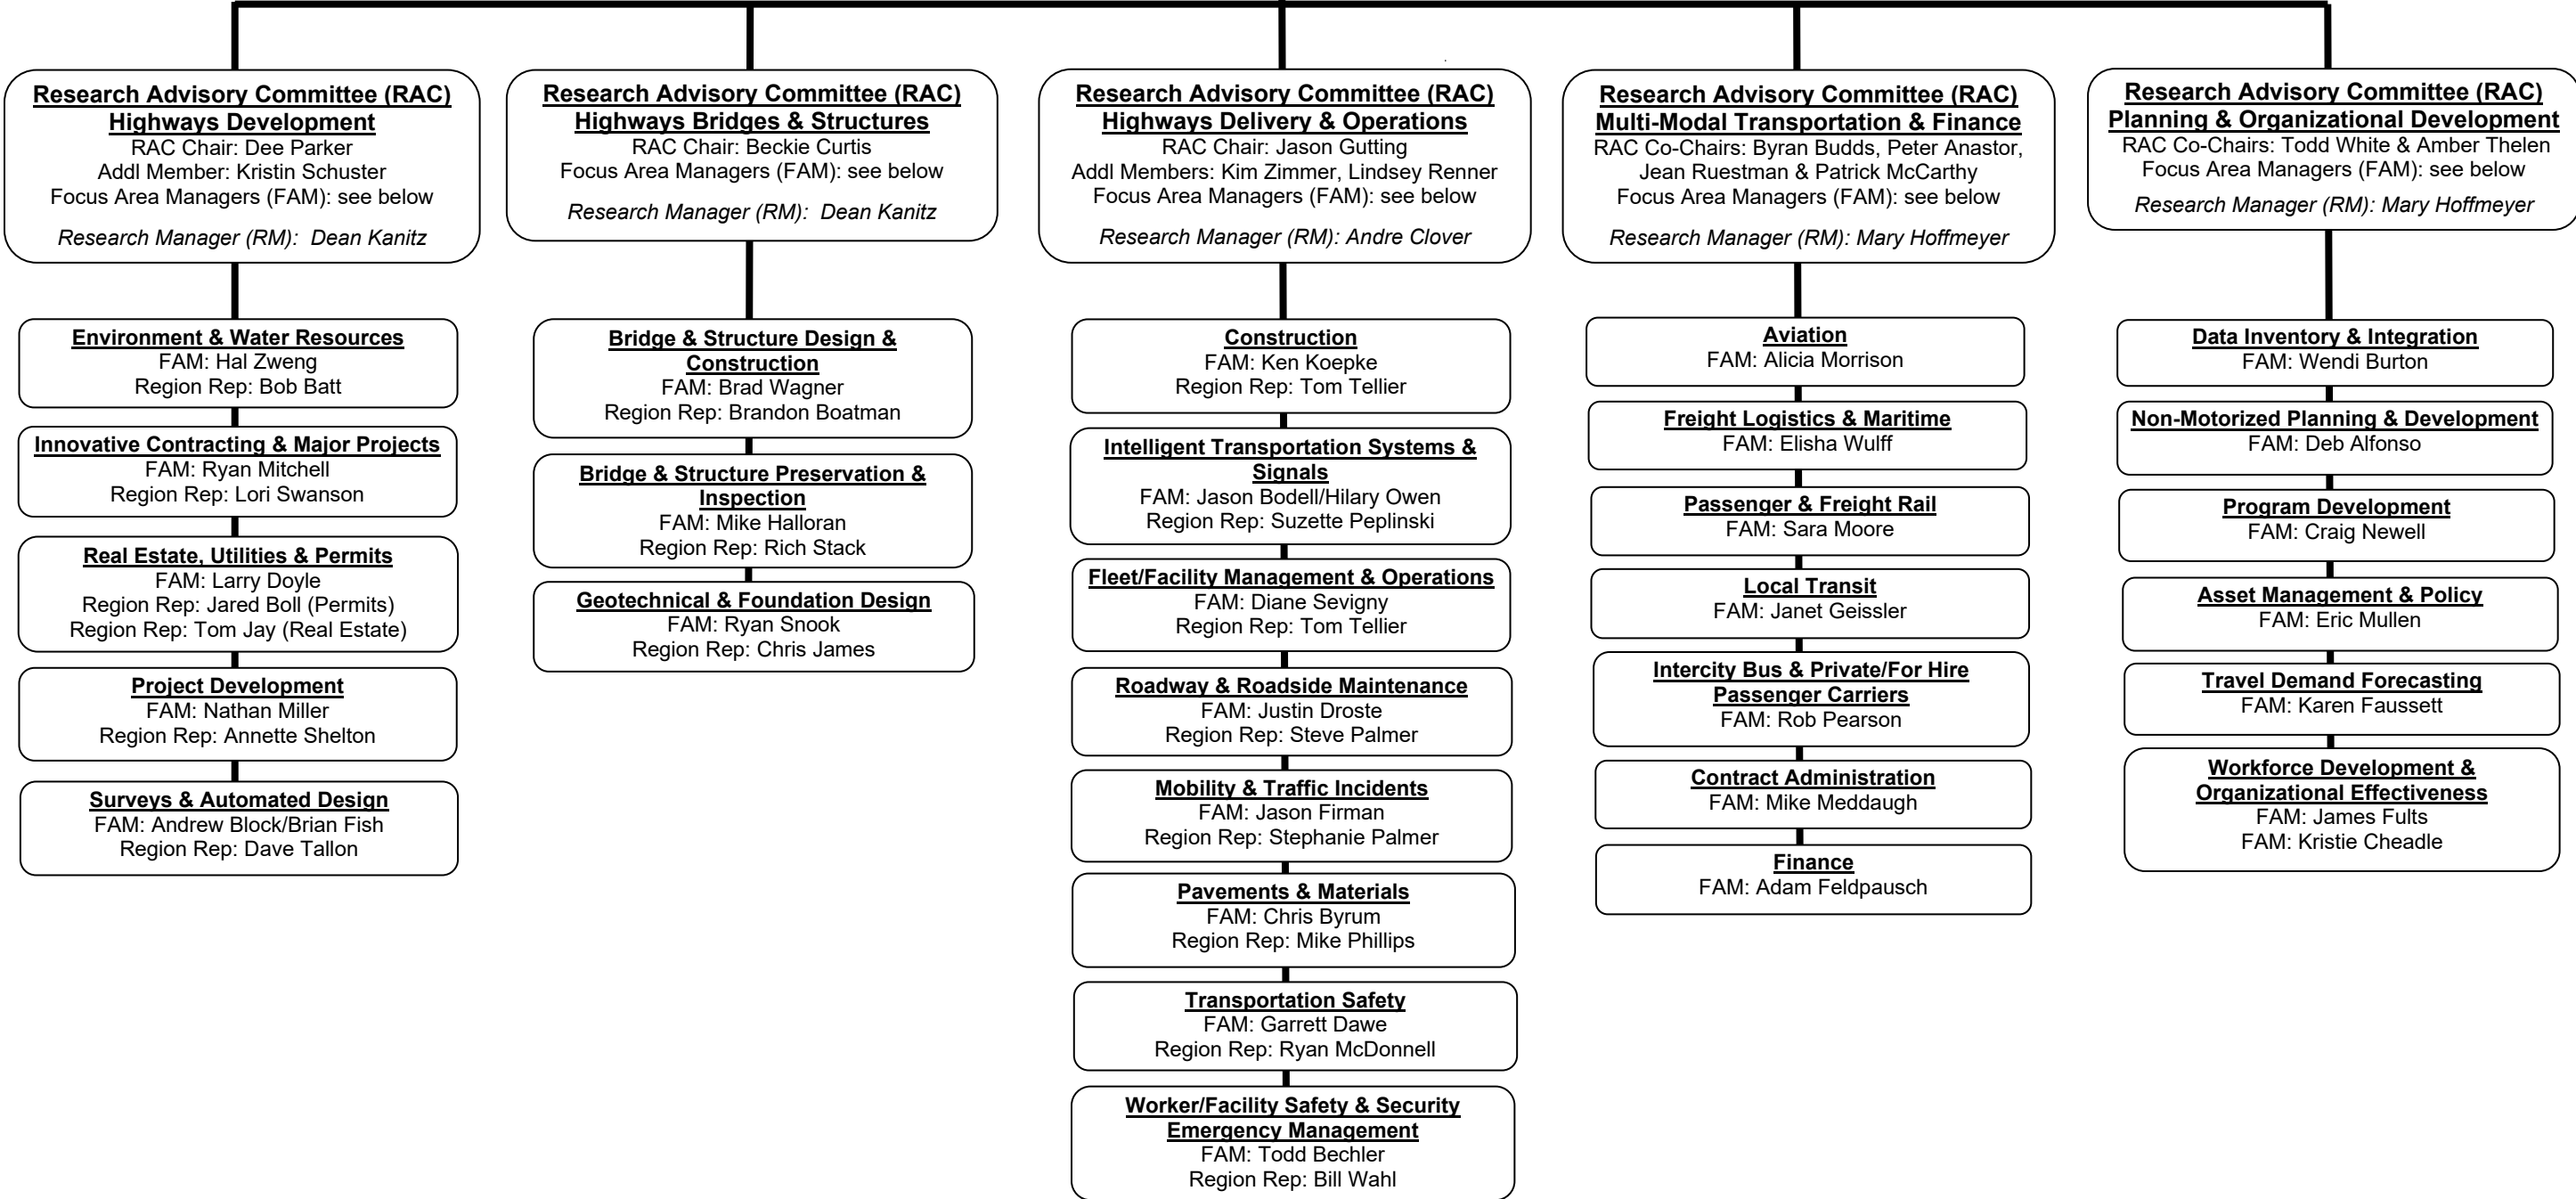 Research Advisory Committee (RAC)
Highways Development
RAC Chair: Dee Parker
Addl Member: Kristin Schuster
Focus Area Managers (FAM): see below
Research Manager (RM): Dean Kanitz
Environment & Water Resources
FAM: Hal Zweng
Region Rep: Bob Batt
Innovative Contracting & Major Projects
FAM: Ryan Mitchell
Region Rep: Lori Swanson
Real Estate, Utilities & Permits
FAM: Larry Doyle
Region Rep: Jared Boll (Permits)
Region Rep: Tom Jay (Real Estate)
Project Development
FAM: Nathan Miller
Region Rep: Annette Shelton
Surveys & Automated Design
FAM: Andrew Block/Brian Fish
Region Rep: Dave Tallon
Research Advisory Committee (RAC)
Highways Bridges & Structures
RAC Chair: Beckie Curtis
Focus Area Managers (FAM): see below
Research Manager (RM): Dean Kanitz
Bridge & Structure Design &
Construction
FAM: Brad Wagner
Region Rep: Brandon Boatman
Bridge & Structure Preservation &
Inspection
FAM: Mike Halloran
Region Rep: Rich Stack
Geotechnical & Foundation Design
FAM: Ryan Snook
Region Rep: Chris James
Research Advisory Committee (RAC)
Highways Delivery & Operations
RAC Chair: Jason Gutting
Addl Members: Kim Zimmer, Lindsey Renner
Focus Area Managers (FAM): see below
Research Manager (RM): Andre Clover
Construction
FAM: Ken Koepke
Region Rep: Tom Tellier
Intelligent Transportation Systems &
Signals
FAM: Jason Bodell/Hilary Owen
Region Rep: Suzette Peplinski
Fleet/Facility Management & Operations
FAM: Diane Sevigny
Region Rep: Tom Tellier
Roadway & Roadside Maintenance
FAM: Justin Droste
Region Rep: Steve Palmer
Mobility & Traffic Incidents
FAM: Jason Firman
Region Rep: Stephanie Palmer
Pavements & Materials
FAM: Chris Byrum
Region Rep: Mike Phillips
Transportation Safety
FAM: Garrett Dawe
Region Rep: Ryan McDonnell
Worker/Facility Safety & Security
Emergency Management
FAM: Todd Bechler
Region Rep: Bill Wahl
Research Advisory Committee (RAC)
Multi-Modal Transportation & Finance
RAC Co-Chairs: Byran Budds, Peter Anastor,
Jean Ruestman & Patrick McCarthy
Focus Area Managers (FAM): see below
Research Manager (RM): Mary Hoffmeyer
Aviation
FAM: Alicia Morrison
Freight Logistics & Maritime
FAM: Elisha Wulff
Passenger & Freight Rail
FAM: Sara Moore
Local Transit
FAM: Janet Geissler
Intercity Bus & Private/For Hire
Passenger Carriers
FAM: Rob Pearson
Contract Administration
FAM: Mike Meddaugh
Finance
FAM: Adam Feldpausch
Research Advisory Committee (RAC)
Planning & Organizational Development
RAC Co-Chairs: Todd White & Amber Thelen
Focus Area Managers (FAM): see below
Research Manager (RM): Mary Hoffmeyer
Data Inventory & Integration
FAM: Wendi Burton
Non-Motorized Planning & Development
FAM: Deb Alfonso
Program Development
FAM: Craig Newell
Asset Management & Policy
FAM: Eric Mullen
Travel Demand Forecasting
FAM: Karen Faussett
Workforce Development &
Organizational Effectiveness
FAM: James Fults
FAM: Kristie Cheadle